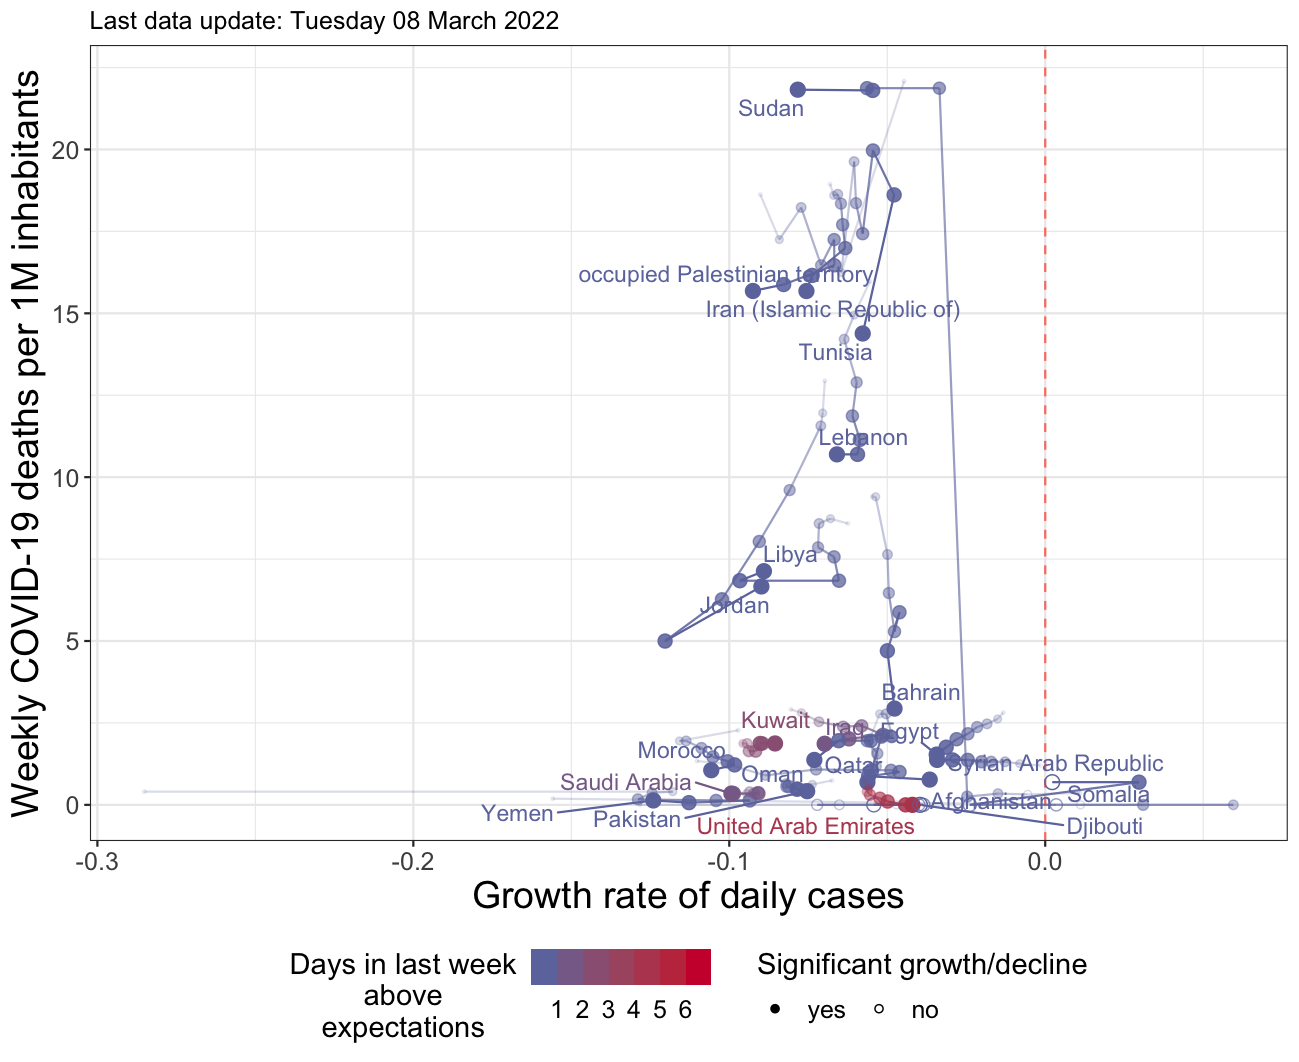 Last data update: Tuesday 08 March 2022
Weekly COVID-19 deaths per 1M inhabitants
20
15
10
5
0
Sudan
occupied Palestinian territory
Iran (Islamic Republic of)
Tunisia
Lebanon
Libya
Jordan
Bahrain
Kuwait
Iraq
Egypt
Morocco
Qatar
Syrian Arab Republic
Oman
Saudi Arabia
Somalia
Afghanistan
Yemen
Pakistan
United Arab Emirates
Djibouti
-0.3
-0.2
-0.1
0.0
Growth rate of daily cases
Days in last week
above
expectations
1 2 3 4 5 6
Significant growth/decline
yes no